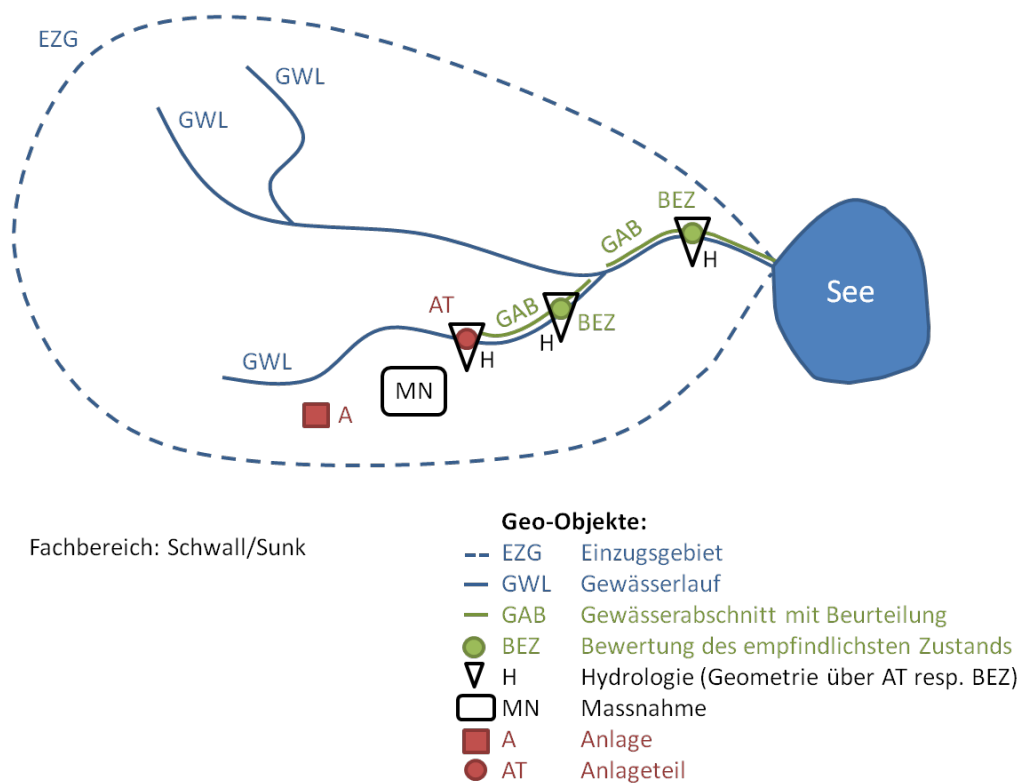 EZG
GWL
GWL
BEZ
GAB
H
See
AT
GAB
BEZ
H
H
GWL
MN
A
Fachbereich: Schwall/Sunk
Geo-Objekte:
EZG Einzugsgebiet
GWL Gewässerlauf
GAB Gewässerabschnitt mit Beurteilung
BEZ Bewertung des empfindlichsten Zustands
H Hydrologie (Geometrie über AT resp. BEZ)
MN Massnahme
A Anlage
AT Anlageteil